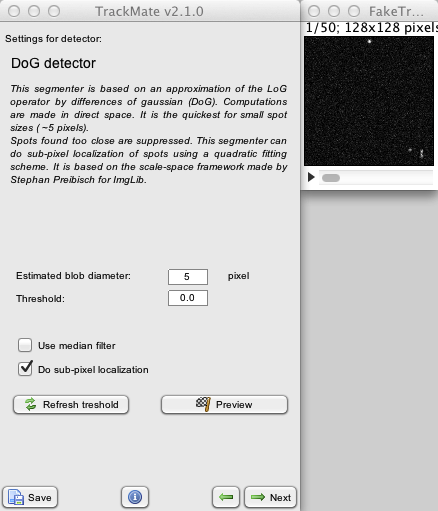 TrackMate v2.1.0
Settings for detector:
DoG detector
This segmenter is based on an approximation of the LoG
operator by differences of gaussian (DoG). Computations
are made in direct space. It is the quickest for small spot
sizes (~5 pixels).
Spots found too close are suppressed. This segmenter can
do sub-pixel localization of spots using a quadratic fitting
scheme. It is based on the scale-space framework made by
Stephan Preibisch for ImgLib.
Estimated blob diameter: 5 pixel
Threshold: 0.0
Use median filter
Do sub-pixel localization
Refresh treshold Preview
Save Next
FakeTr...
1/50; 128x128 pixels